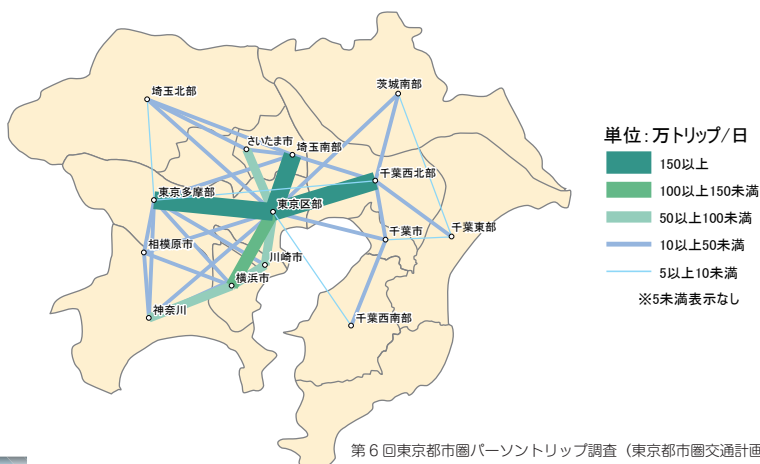 茨城南部
埼玉北部
さいたま市
埼玉南部
千葉西北部
東京多摩部
東京区部
千葉市
千葉東部
相模原市
川崎市
横浜市
神奈川
千葉西南部
単位:万トリップ/日
150以上
100以上150未満
50以上100未満
10以上50未満
5以上10未満
※5未満表示なし
第6回東京都市圏パーソントリップ調査(東京都市圏交通計画